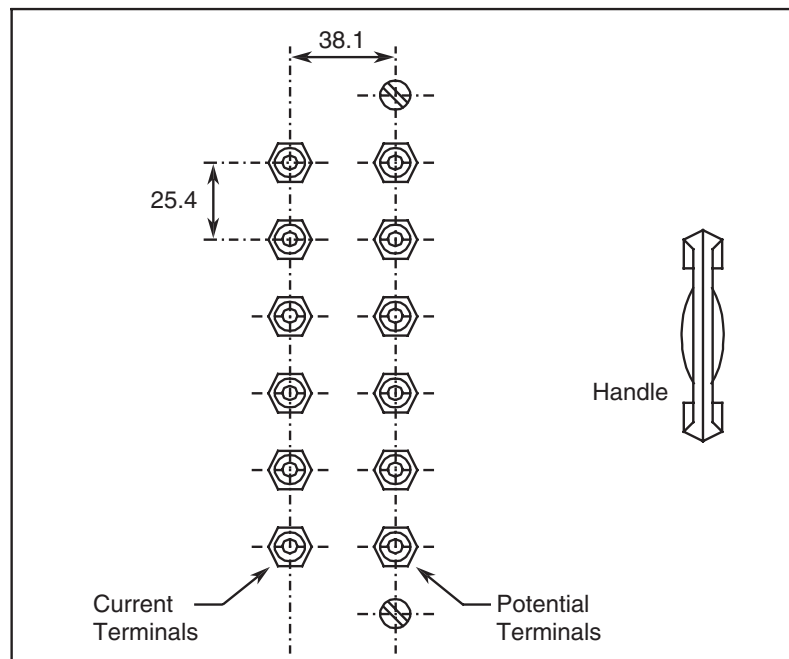 38.1
25.4
Handle
Current
Terminals
Potential
Terminals